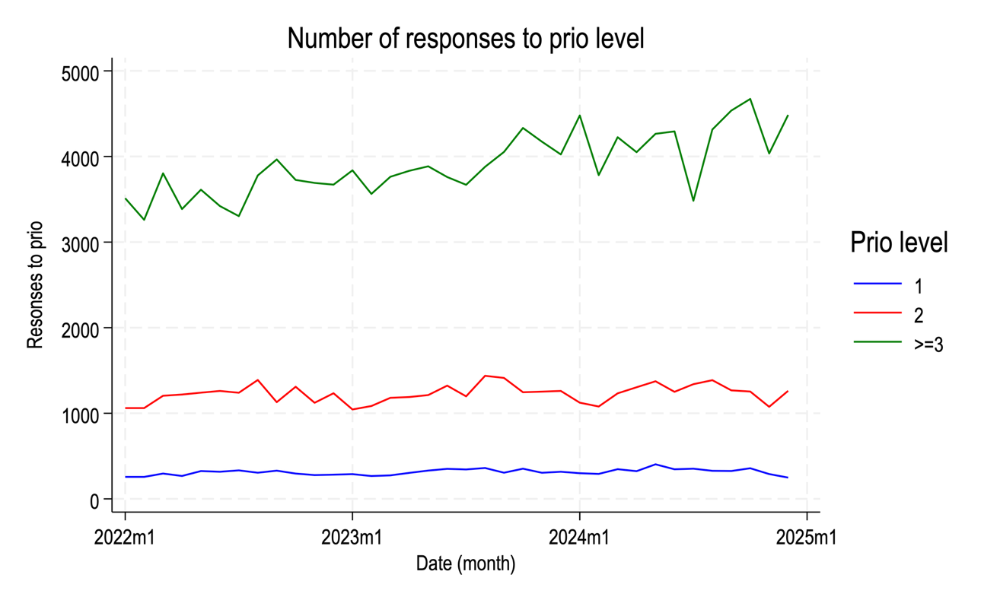 Number of responses to prio level
Resonses to prio
5000
4000
3000
2000
1000
0
2022m1
2023m1
2024m1
2025m1
Date (month)
Prio level
1
2
>=3